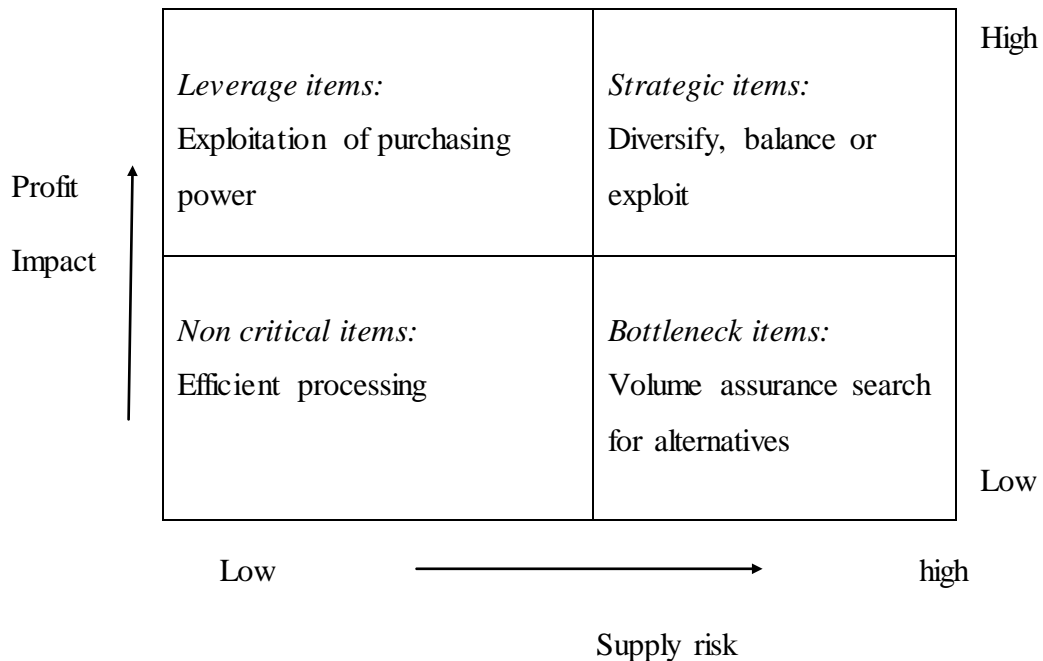 High
Leverage items:
Exploitation of purchasing
power
Strategic items:
Diversify, balance or
exploit
Profit
Impact
Non critical items:
Efficient processing
Bottleneck items:
Volume assurance search
for alternatives
Low
Low
high
Supply risk